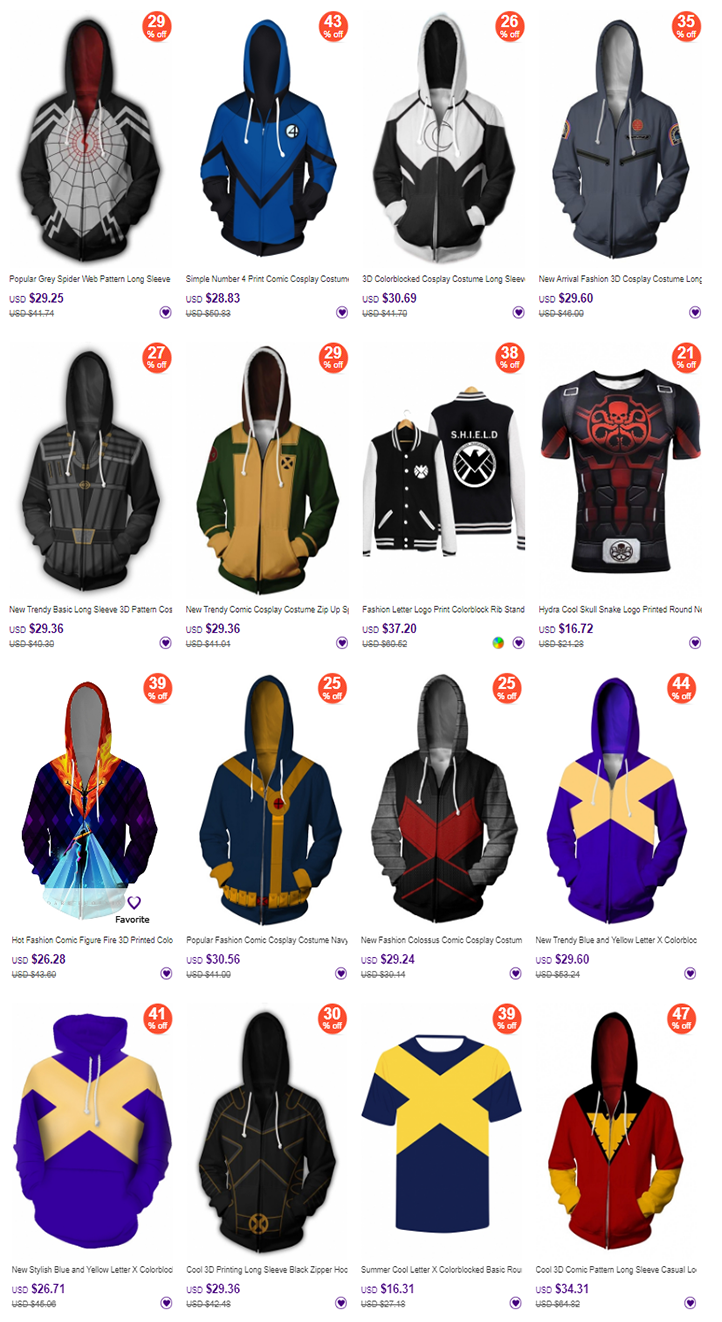 29
% off
43
% off
26
% off
35
% off
4
Popular Grey Spider Web Pattern Long Sleeve
Simple Number 4 Print Comic Cosplay Costume
3D Colorblocked Cosplay Costume Long Sleev
New Arrival Fashion 3D Cosplay Costume Long
USD $29.25
USD $28.83
USD $30.69
USD $29.60
USD $41.74
USD $50.83
USD $41.70
USD $46.00
27
% off
29
% off
38
% off
21
% off
S.H.I.E.L.D
New Trendy Basic Long Sleeve 3D Pattern Cos
New Trendy Comic Cosplay Costume Zip Up Sp
Fashion Letter Logo Print Colorblock Rib Stand
Hydra Cool Skull Snake Logo Printed Round Ne
USD $29.36
USD $29.36
USD $37.20
USD $16.72
USD $40.30
USD $41.01
USD $60.52
USD $21.28
39
% off
25
% off
25
% off
44
% off
Favorite
Hot Fashion Comic Figure Fire 3D Printed Colo
Popular Fashion Comic Cosplay Costume Navy
New Fashion Colossus Comic Cosplay Costum
New Trendy Blue and Yellow Letter X Colorbloc
USD $26.28
USD $30.56
USD $29.24
USD $29.60
USD $43.60
USD $41.00
USD $39.14
USD $53.24
41
% off
30
% off
39
% off
47
% off
New Stylish Blue and Yellow Letter X Colorbloc
Cool 3D Printing Long Sleeve Black Zipper Hoo
Summer Cool Letter X Colorblocked Basic Rou
Cool 3D Comic Pattern Long Sleeve Casual Lo
USD $26.71
USD $29.36
USD $16.31
USD $34.31
USD $45.06
USD $42.48
USD $27.18
USD $64.82